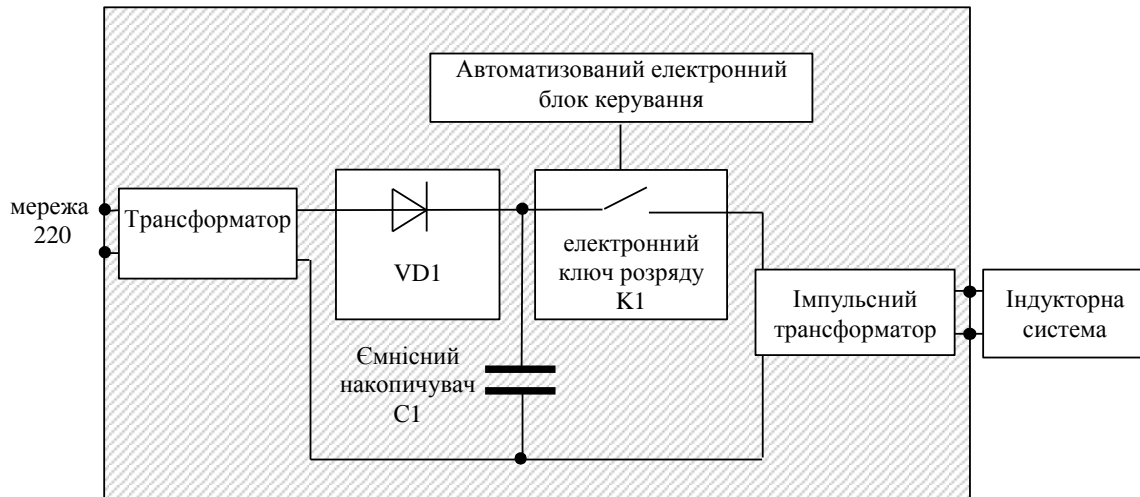 Автоматизований електронний
блок керування
мережа
220
Трансформатор
VD1
електронний
ключ розряду
К1
Імпульсний
трансформатор
Індукторна
система
Ємнісний
накопичувач
С1